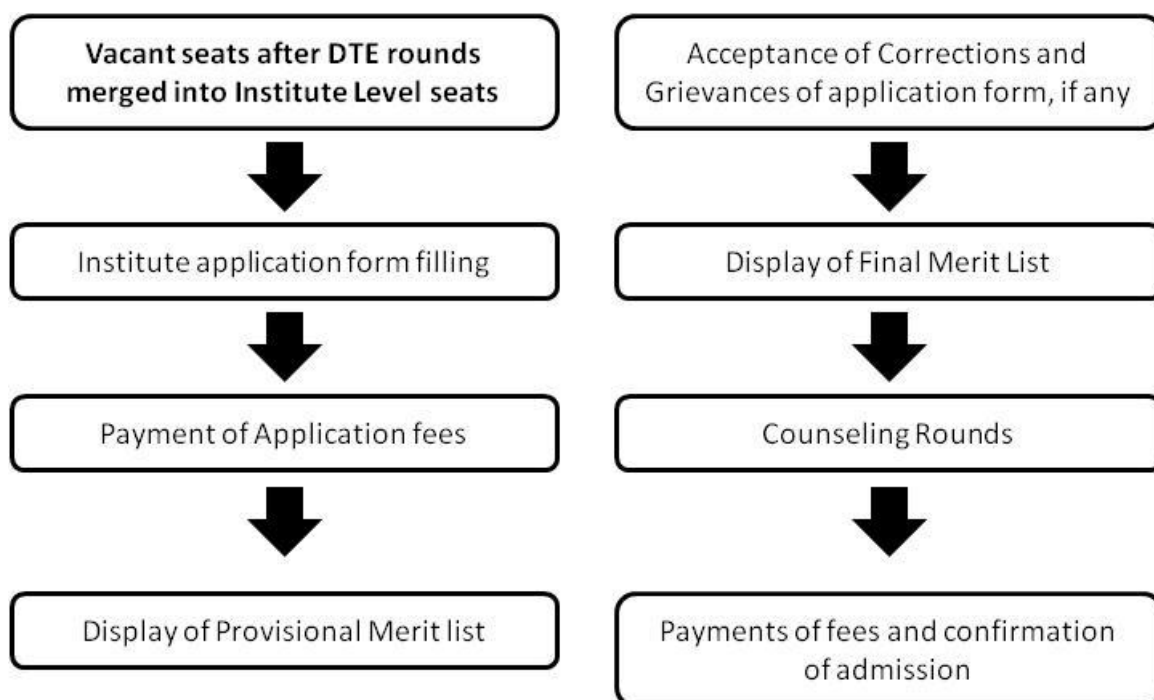 Vacant seats after DTE rounds
merged into Institute Level seats
Institute application form filling
Payment of Application fees
Display of Provisional Merit list
Acceptance of Corrections and
Grievances of application form, if any
Display of Final Merit List
Counseling Rounds
Payments of fees and confirmation
of admission